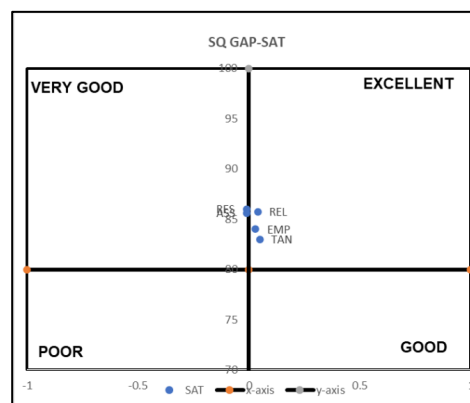 SQ GAP-SAT
100
VERY GOOD
EXCELLENT
95
90
RES
ASS
REL
85
EMP
TAN
80
75
POOR
GOOD
70
-1
-0.5
0
0.5
1
SAT
x-axis
y-axis